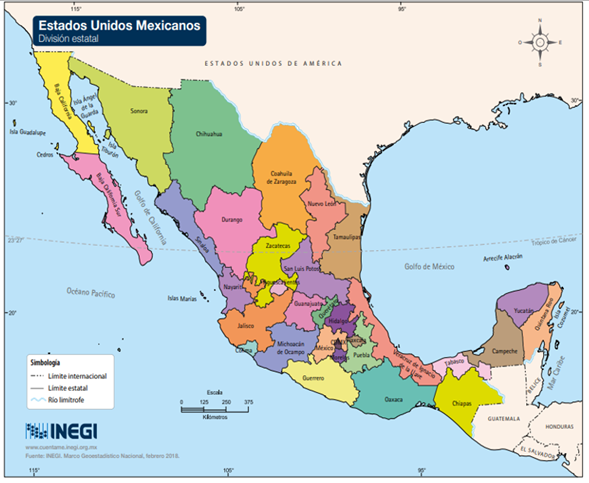 115°
105°
95°
Estados Unidos Mexicanos
División estatal
N
O
E
S
ESTADOS UNIDOS DE AMÉRICA
30°
30°
Baja California
Isla Ángel
de la
Guarda
Sonora
Chihuahua
Isla Guadalupe
Isla
Tiburón
Cedros
Coahuila
de Zaragoza
Baja California Sur
Golfo de California
Nuevo León
Durango
Sinaloa
Tamaulipas
Zacatecas
23°27'
Trópico de Cáncer
San Luis Potosí
Golfo de México
Arrecife Alacrán
Aguascalientes
Nayarit
Océano Pacífico
Islas Marías
Guanajuato
Hidalgo
Yucatán
Quintana Roo
Isla Cozumel
20°
20°
Jalisco
Colima
Michoacán
de Ocampo
México
Puebla
Veracruz de Ignacio
de la Llave
Tabasco
Campeche
Mar Caribe
Simbología
Límite internacional
Límite estatal
Río limítrofe
Guerrero
Oaxaca
Chiapas
BELICE
GUATEMALA
HONDURAS
EL SALVADOR
Escala
0 125 250 375
Kilómetros
INEGI
www.cuentame.inegi.org.mx
Fuente: INEGI. Marco Geoestadístico Nacional, febrero 2018.
115°
105°
95°